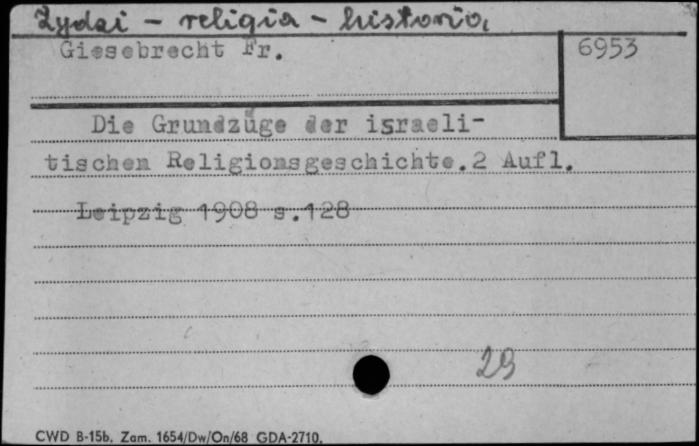 Żydzi - religia - historia
Giesebrecht Fr.
6953
Die Grundzüge der israeli-
tischen Religionsgeschichte.2 Aufl.
Leipzig 1908 s.128
29
CWD B-15b. Zam. 1654/Dw/On/68 GDA-2710.